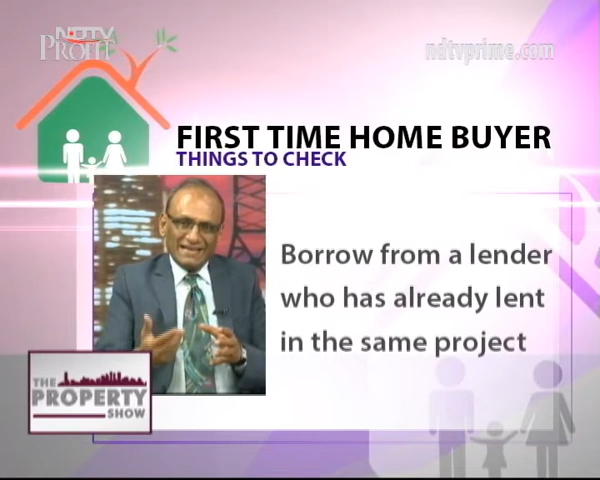 NDTV
PROFIT
ndtvprime.com
FIRST TIME HOME BUYER
THINGS TO CHECK
Borrow from a lender
who has already lent
in the same project
THE
PROPERTY
SHOW